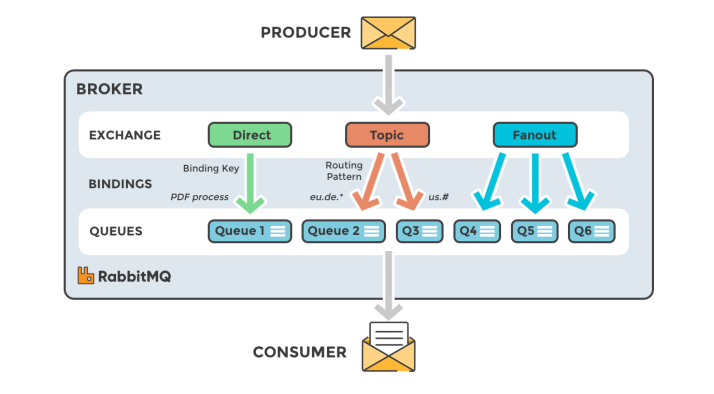 PRODUCER
BROKER
EXCHANGE
Direct
Topic
Fanout
BINDINGS
Binding Key
PDF process
Routing
Pattern
eu.de.*
us.#
QUEUES
Queue 1
Queue 2
Q3
Q4
Q5
Q6
RabbitMQ
CONSUMER